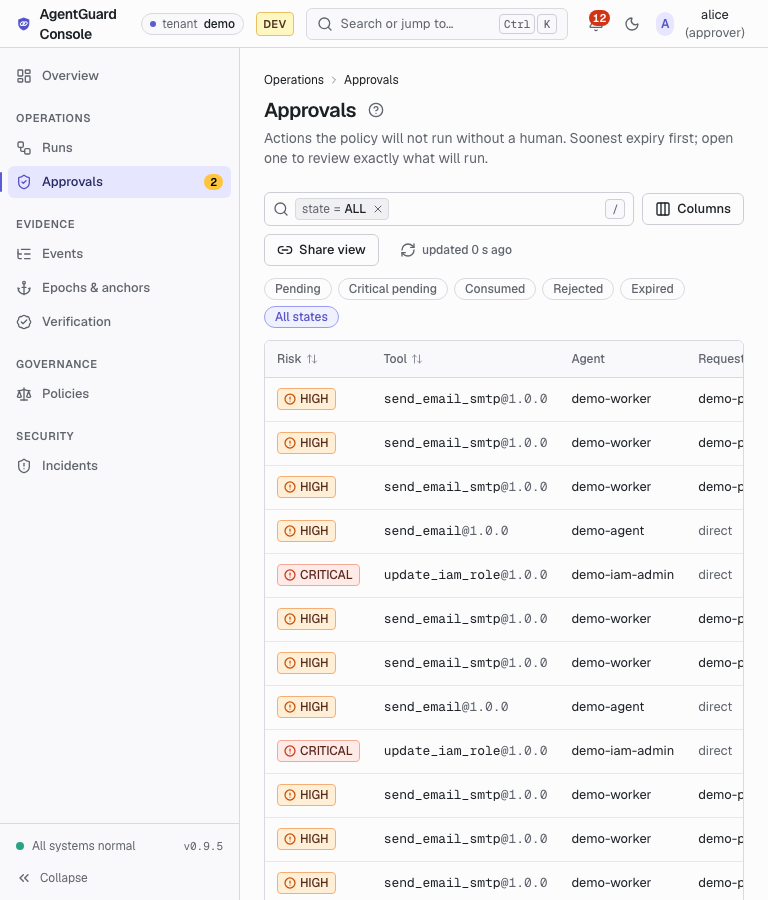 AgentGuard
Console
tenant demo
DEV
Search or jump to…
Ctrl K
12
A
alice
(approver)
Overview
OPERATIONS
Runs
Approvals
2
EVIDENCE
Events
Epochs & anchors
Verification
GOVERNANCE
Policies
SECURITY
Incidents
All systems normal
v0.9.5
Collapse
Operations Approvals
Approvals
Actions the policy will not run without a human. Soonest expiry first; open
one to review exactly what will run.
state = ALL
/
Columns
Share view
updated 0 s ago
Pending
Critical pending
Consumed
Rejected
Expired
All states
Risk Tool Agent Request
HIGH send_email_smtp@1.0.0 demo-worker demo-p
HIGH send_email_smtp@1.0.0 demo-worker demo-p
HIGH send_email_smtp@1.0.0 demo-worker demo-p
HIGH send_email@1.0.0 demo-agent direct
CRITICAL update_iam_role@1.0.0 demo-iam-admin direct
HIGH send_email_smtp@1.0.0 demo-worker demo-p
HIGH send_email_smtp@1.0.0 demo-worker demo-p
HIGH send_email@1.0.0 demo-agent direct
CRITICAL update_iam_role@1.0.0 demo-iam-admin direct
HIGH send_email_smtp@1.0.0 demo-worker demo-p
HIGH send_email_smtp@1.0.0 demo-worker demo-p
HIGH send_email_smtp@1.0.0 demo-worker demo-p